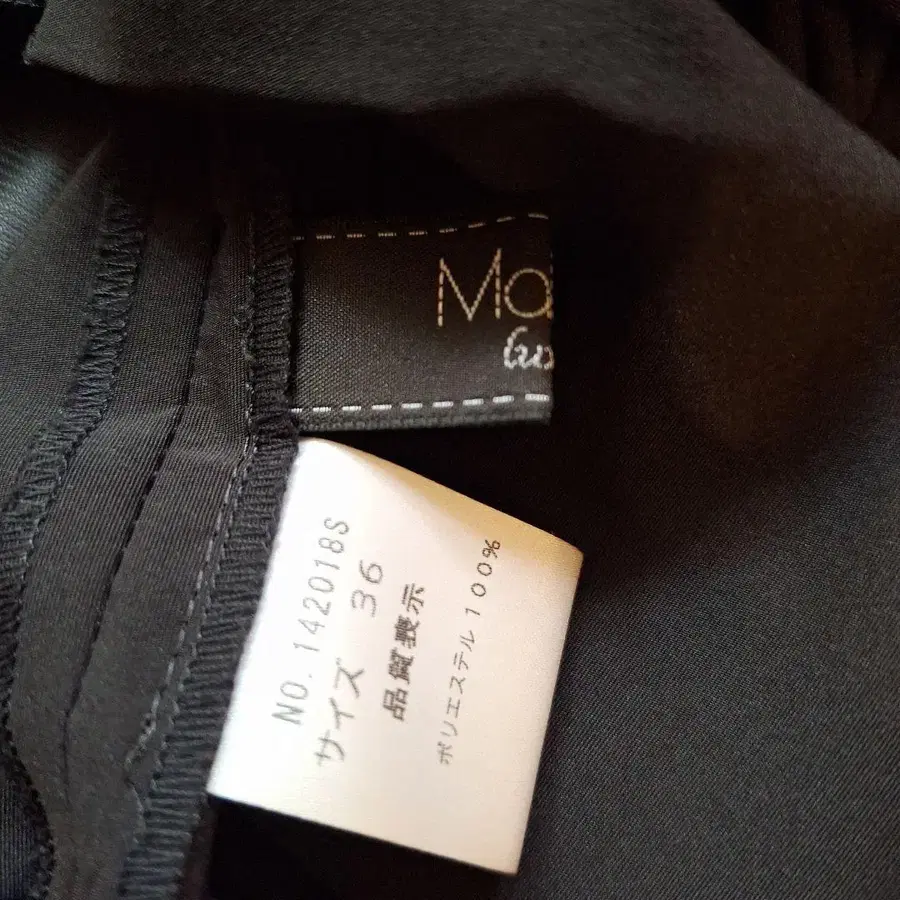 Ma
NO.142018S
サイズ 36
品質表示
ポリエステル 100%